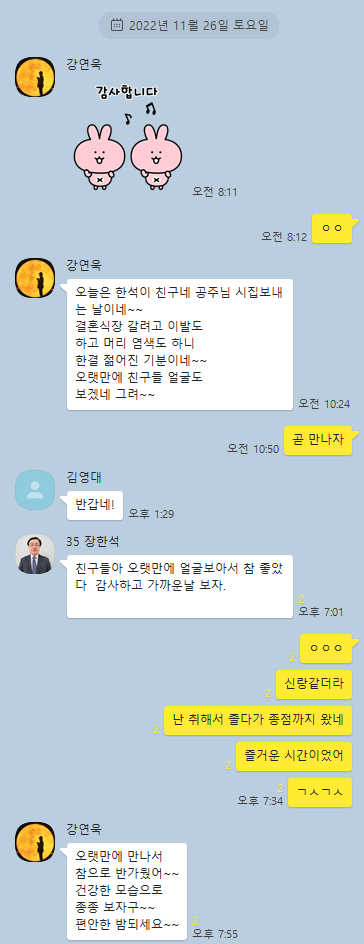 2022년 11월 26일 토요일
강연욱
감사합니다
오전 8:11
ㅇㅇ
오전 8:12
강연욱
오늘은 한석이 친구네 공주님 시집보내
는 날이네~~
결혼식장 갈려고 이발도
하고 머리 염색도 하니
한결 젊어진 기분이네~~
오랫만에 친구들 얼굴도
보겠네 그려~~
오전 10:24
곧 만나자
오전 10:50
김영대
반갑네!
오후 1:29
35 장한석
친구들아 오랫만에 얼굴보아서 참 좋았
다 감사하고 가까운날 보자.
2
오후 7:01
ㅇㅇㅇ
2
신랑같더라
2
난 취해서 졸다가 종점까지 왔네
2
즐거운 시간이었어
2
ㄱㅅㄱㅅ
2
오후 7:34
강연욱
오랫만에 만나서
참으로 반가웠어~~
건강한 모습으로
종종 보자구~~
편안한 밤되세요~~
2
오후 7:55